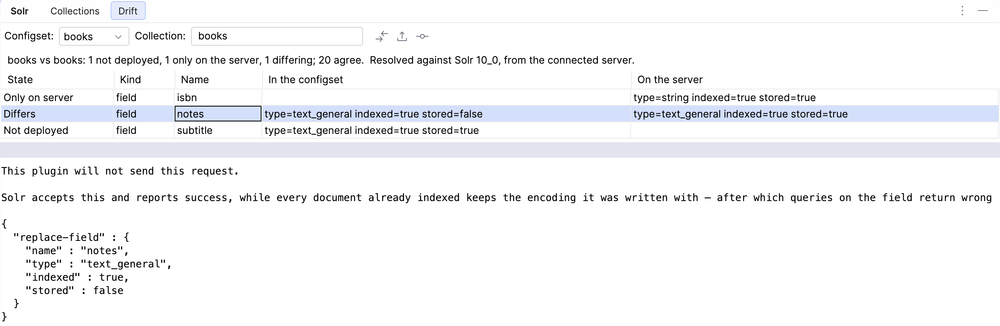 Solr Collections Drift
Configset: books Collection: books
books vs books: 1 not deployed, 1 only on the server, 1 differing; 20 agree.  Resolved against Solr 10_0, from the connected server.
State Kind Name In the configset On the server
Only on server field isbn type=string indexed=true stored=true
Differs field notes type=text_general indexed=true stored=false type=text_general indexed=true stored=true
Not deployed field subtitle type=text_general indexed=true stored=true
This plugin will not send this request.
Solr accepts this and reports success, while every document already indexed keeps the encoding it was written with — after which queries on the field return wrong
{
  "replace-field" : {
    "name" : "notes",
    "type" : "text_general",
    "indexed" : true,
    "stored" : false
  }
}